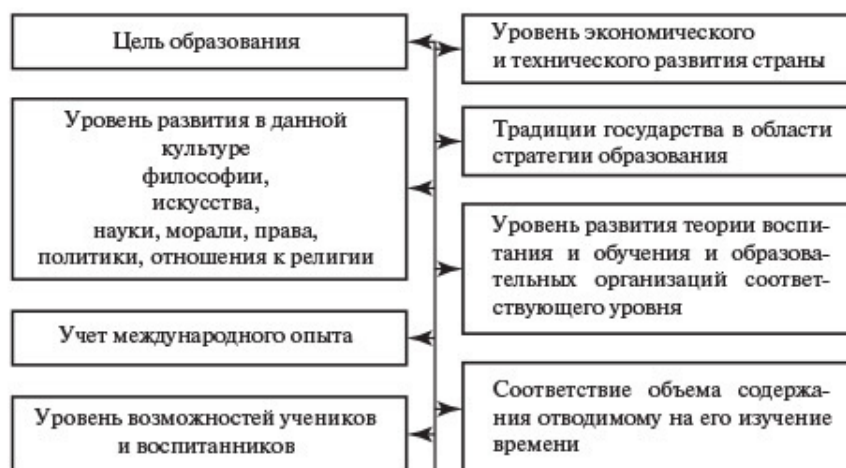 Цель образования
Уровень развития в данной
культуре
философии,
искусства,
науки, морали, права,
политики, отношения к религии
Учет международного опыта
Уровень возможностей учеников
и воспитанников
Уровень экономического
и технического развития страны
Традиции государства в области
стратегии образования
Уровень развития теории воспи-
тания и обучения и образова-
тельных организаций соответ-
ствующего уровня
Соответствие объема содержа-
ния отводимому на его изучение
времени